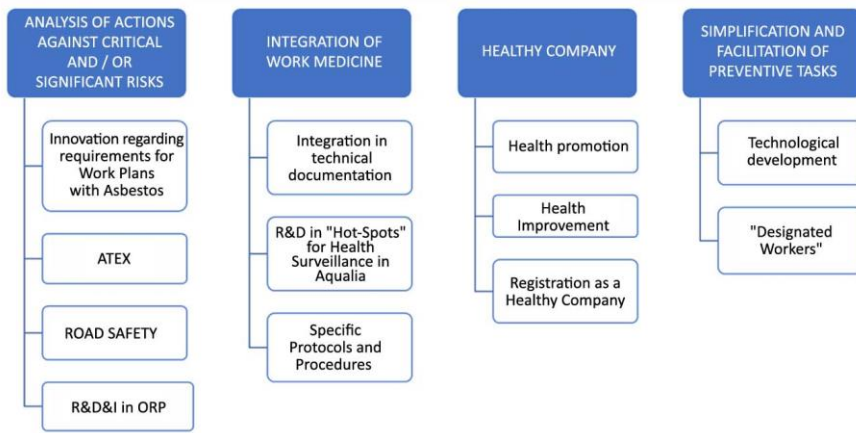 ANALYSIS OF ACTIONS
AGAINST CRITICAL
AND / OR
SIGNIFICANT RISKS
Innovation regarding
requirements for
Work Plans
with Asbestos
ATEX
ROAD SAFETY
R&D&I in ORP
INTEGRATION OF
WORK MEDICINE
Integration in
technical
documentation
R&D in "Hot-Spots"
for Health
Surveillance in
Aqualia
Specific
Protocols and
Procedures
HEALTHY COMPANY
Health promotion
Health
Improvement
Registration as a
Healthy Company
SIMPLIFICATION AND
FACILITATION OF
PREVENTIVE TASKS
Technological
development
"Designated
Workers"